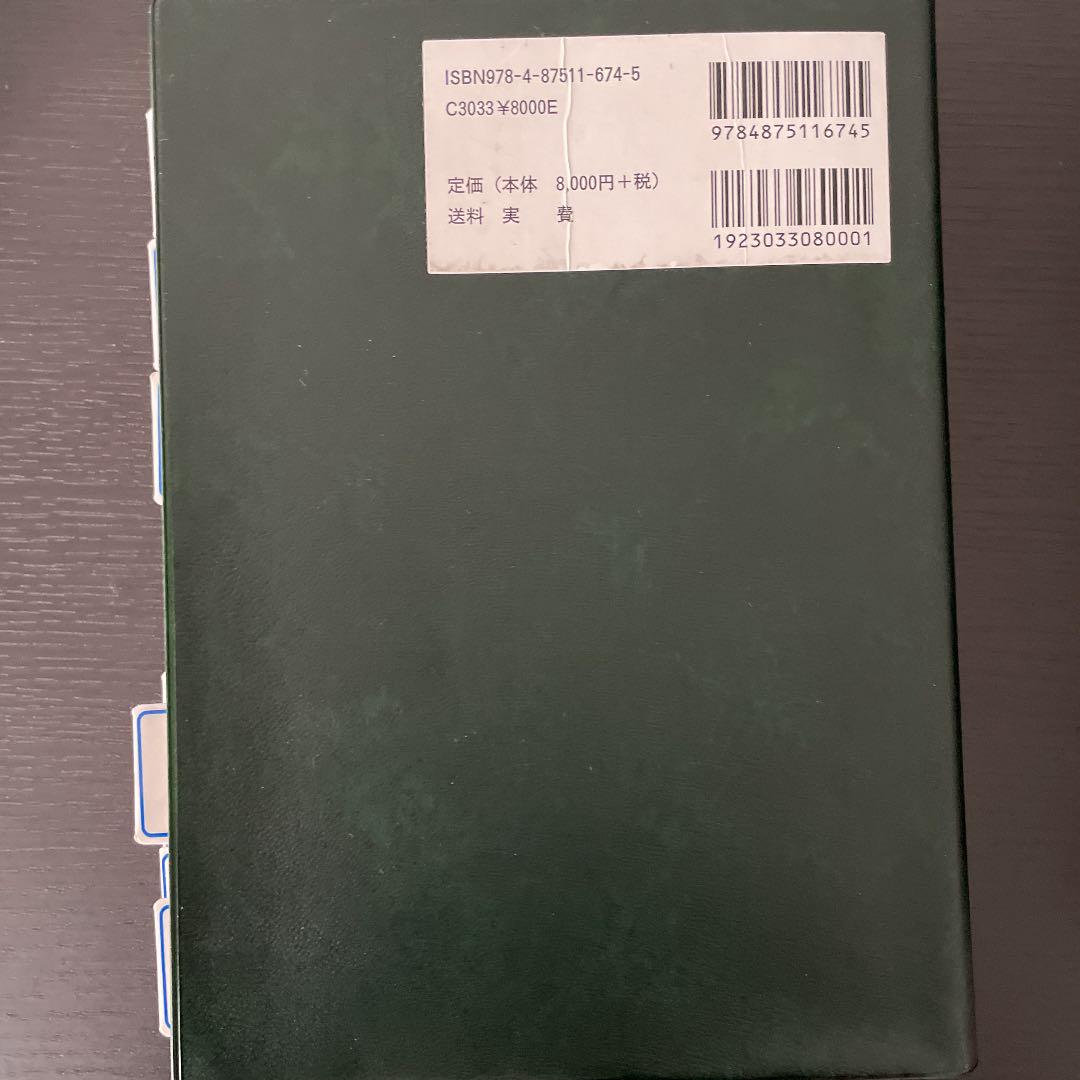 ISBN978-4-87511-674-5
C3033¥8000E
9784875116745
定価(本体 8,000円+税)
送料 実 費
1923033080001